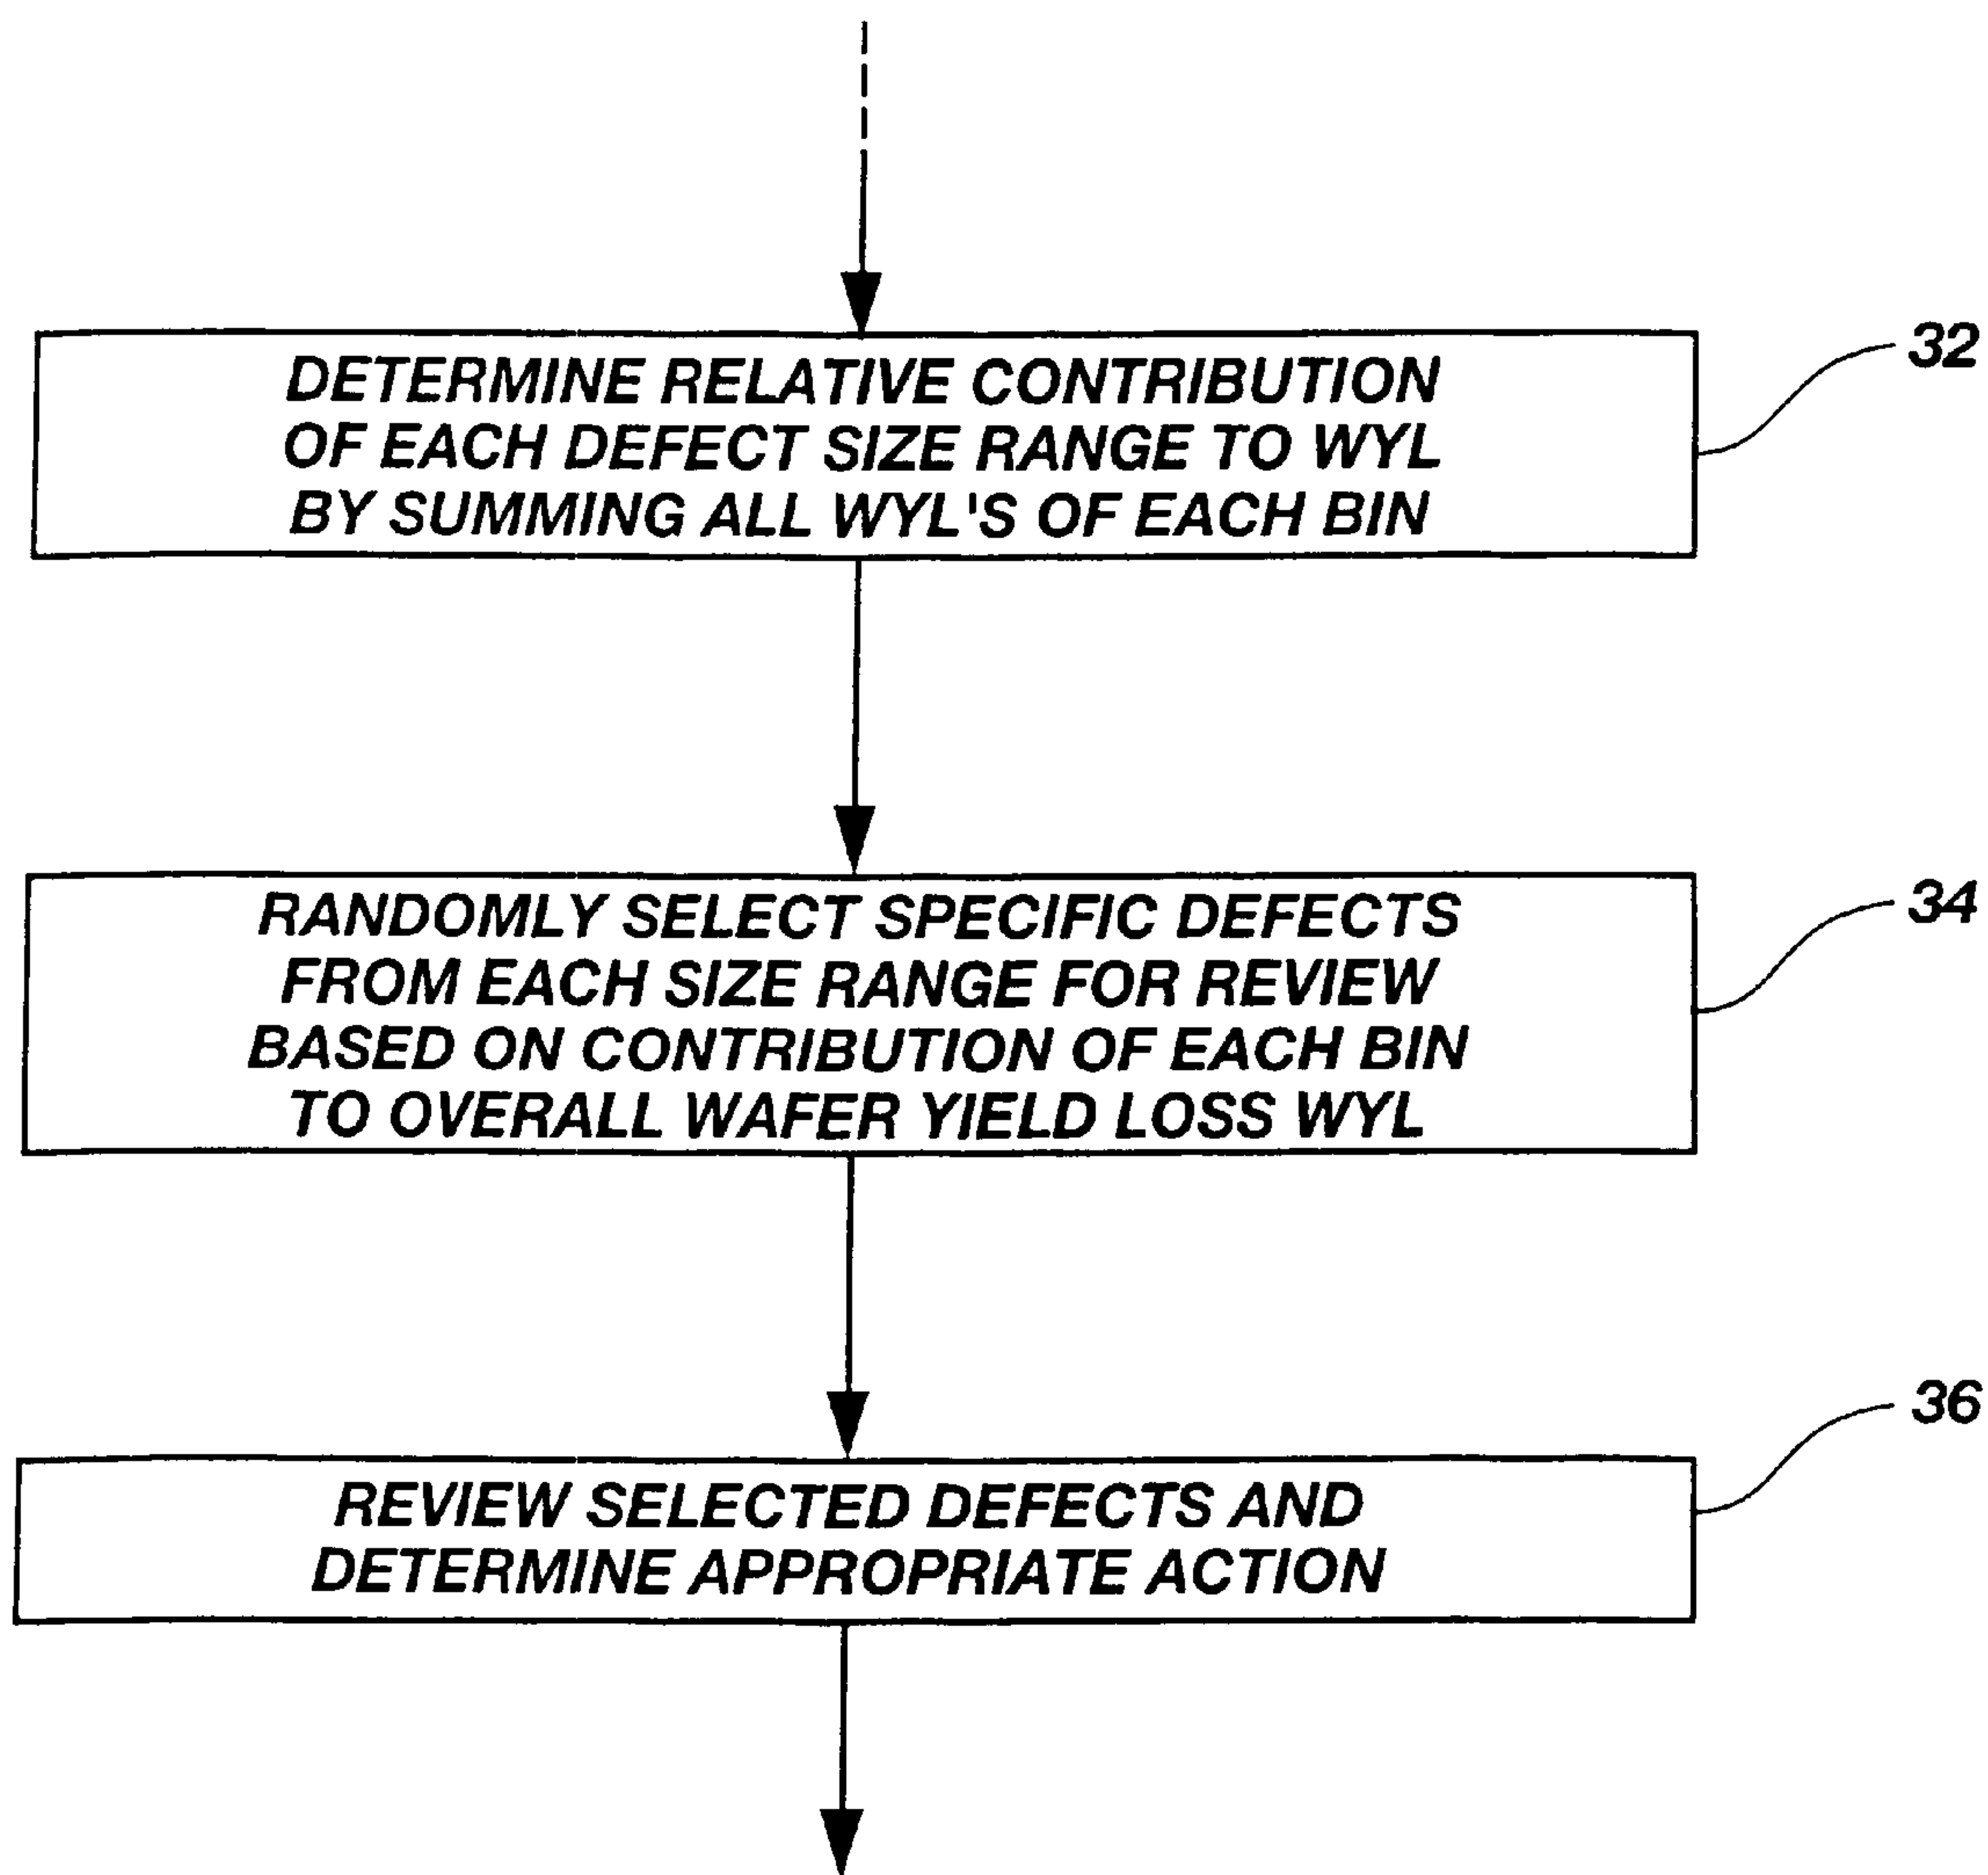 DETERMINE RELATIVE CONTRIBUTION
OF EACH DEFECT SIZE RANGE TO WYL
BY SUMMING ALL WYL'S OF EACH BIN
32
RANDOMLY SELECT SPECIFIC DEFECTS
FROM EACH SIZE RANGE FOR REVIEW
BASED ON CONTRIBUTION OF EACH BIN
TO OVERALL WAFER YIELD LOSS WYL
34
REVIEW SELECTED DEFECTS AND
DETERMINE APPROPRIATE ACTION
36